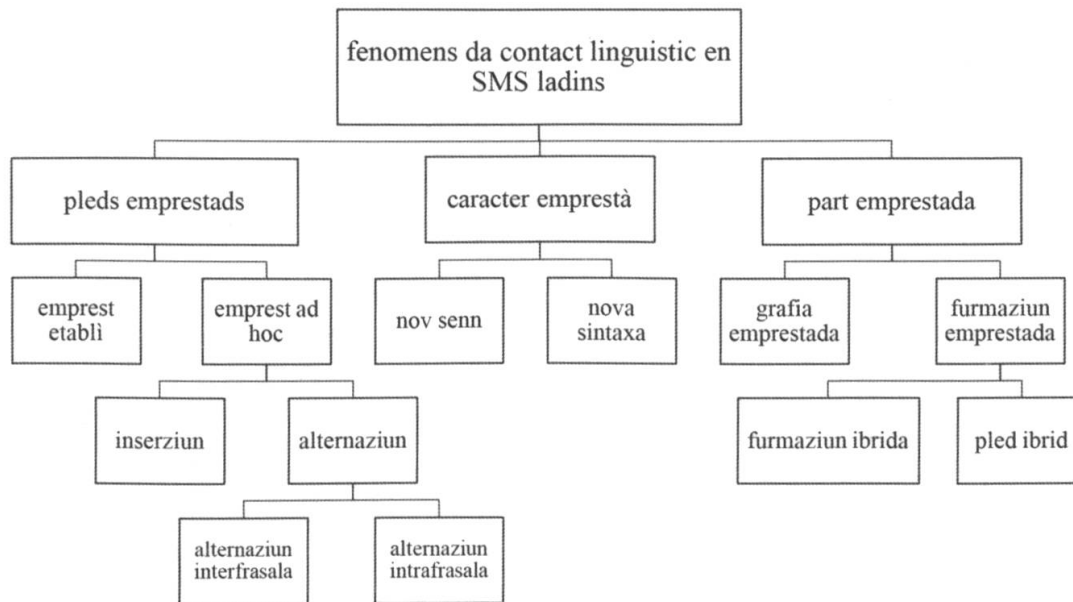 fenomens da contact linguistic en
SMS ladins
pleds emprestads
caracter emprestà
part emprestada
emprest
etablì
emprest ad
hoc
nov senn
nova
sintaxa
grafia
emprestada
furmaziun
emprestada
inserziun
alternaziun
furmaziun ibrida
pled ibrid
alternaziun
interfrasala
alternaziun
intrafrasala